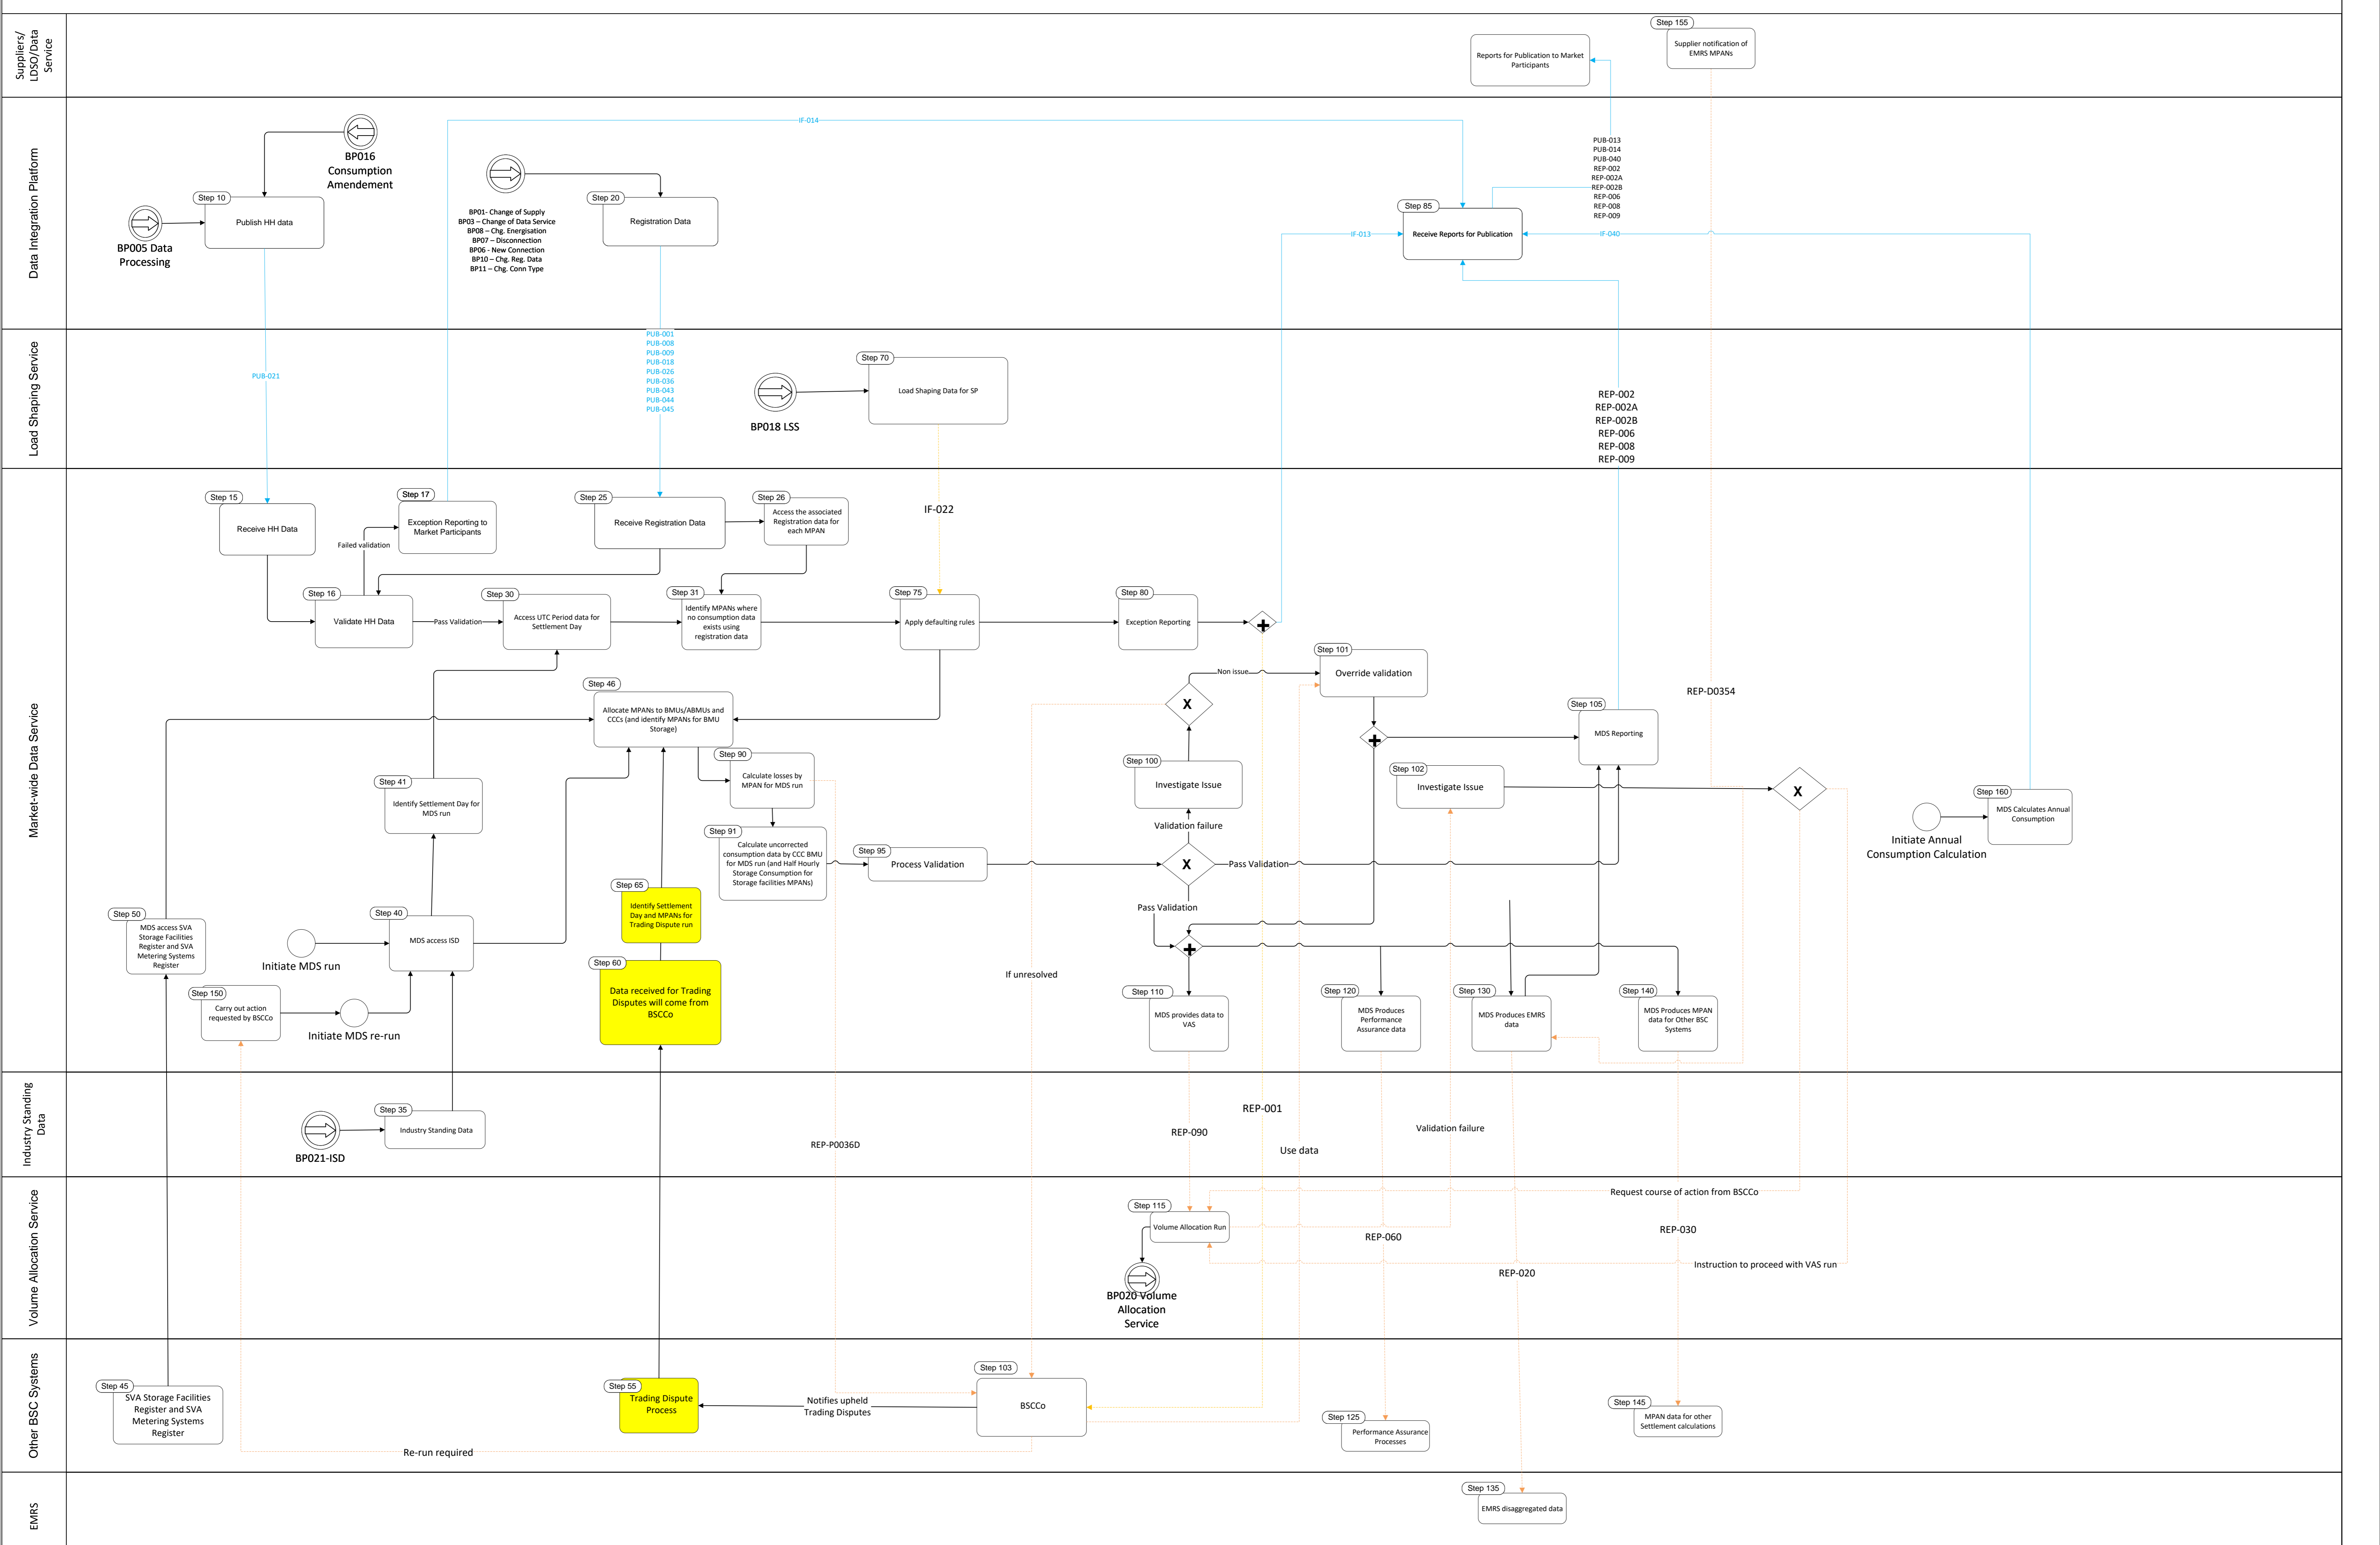 Suppliers/
LDSO/Data
Service
Step 155
Supplier notification of
EMRS MPANs
Reports for Publication to Market
Participants
Data Integration Platform
BP016
Consumption
Amendement
Step 10
Publish HH data
BP005 Data
Processing
BP01- Change of Supply
BP03 – Change of Data Service
BP08 – Chg. Energisation
BP07 – Disconnection
BP06 - New Connection
BP10 – Chg. Reg. Data
BP11 – Chg. Conn Type
Step 20
Registration Data
IF-014
PUB-013
PUB-014
PUB-040
REP-002
REP-002A
REP-002B
REP-006
REP-008
REP-009
Step 85
Receive Reports for Publication
IF-013
IF-040
Load Shaping Service
PUB-021
PUB-001
PUB-008
PUB-009
PUB-018
PUB-026
PUB-036
PUB-043
PUB-044
PUB-045
BP018 LSS
Step 70
Load Shaping Data for SP
REP-002
REP-002A
REP-002B
REP-006
REP-008
REP-009
Market-wide Data Service
Step 15
Receive HH Data
Step 17
Exception Reporting to
Market Participants
Failed validation
Step 25
Receive Registration Data
Step 26
Access the associated
Registration data for
each MPAN
IF-022
Step 16
Validate HH Data
Pass Validation
Step 30
Access UTC Period data for
Settlement Day
Step 31
Identify MPANs where
no consumption data
exists using
registration data
Step 75
Apply defaulting rules
Step 80
Exception Reporting
Step 101
Override validation
Non issue
X
Step 46
Allocate MPANs to BMUs/ABMUs and
CCCs (and identify MPANs for BMU
Storage)
REP-D0354
Step 105
MDS Reporting
Step 90
Calculate losses by
MPAN for MDS run
Step 100
Investigate Issue
Step 102
Investigate Issue
X
Step 41
Identify Settlement Day for
MDS run
Step 160
MDS Calculates Annual
Consumption
Initiate Annual
Consumption Calculation
Step 91
Calculate uncorrected
consumption data by CCC BMU
for MDS run (and Half Hourly
Storage Consumption for
Storage facilities MPANs)
Step 95
Process Validation
Validation failure
X
Pass Validation
Pass Validation
Step 65
Identify Settlement
Day and MPANs for
Trading Dispute run
Step 50
MDS access SVA
Storage Facilities
Register and SVA
Metering Systems
Register
Step 40
MDS access ISD
Initiate MDS run
Step 60
Data received for Trading
Disputes will come from
BSCCo
If unresolved
Step 150
Carry out action
requested by BSCCo
Initiate MDS re-run
Step 110
MDS provides data to
VAS
Step 120
MDS Produces
Performance
Assurance data
Step 130
MDS Produces EMRS
data
Step 140
MDS Produces MPAN
data for Other BSC
Systems
Industry Standing
Data
BP021-ISD
Step 35
Industry Standing Data
REP-P0036D
REP-090
REP-001
Use data
Validation failure
Volume Allocation Service
Step 115
Volume Allocation Run
BP020 Volume
Allocation
Service
Request course of action from BSCCo
REP-060
REP-030
REP-020
Instruction to proceed with VAS run
Other BSC Systems
Step 45
SVA Storage Facilities
Register and SVA
Metering Systems
Register
Step 55
Trading Dispute
Process
Notifies upheld
Trading Disputes
Step 103
BSCCo
Re-run required
Step 125
Performance Assurance
Processes
Step 145
MPAN data for other
Settlement calculations
EMRS
Step 135
EMRS disaggregated data